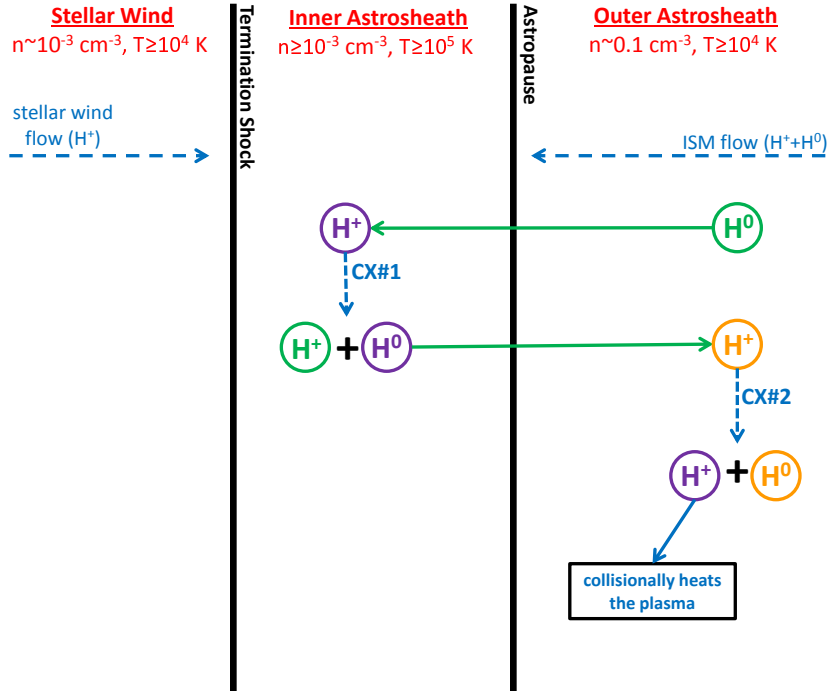 Stellar Wind
n~10⁻³ cm⁻³, T≥10⁴ K
Inner Astrosheath
n≥10⁻³ cm⁻³, T≥10⁵ K
Outer Astrosheath
n~0.1 cm⁻³, T≥10⁴ K
Termination Shock
Astropause
stellar wind
flow (H⁺)
ISM flow (H⁺+H⁰)
H⁺
H⁰
CX#1
H⁺ + H⁰
H⁺
CX#2
H⁺ + H⁰
collisionally heats
the plasma